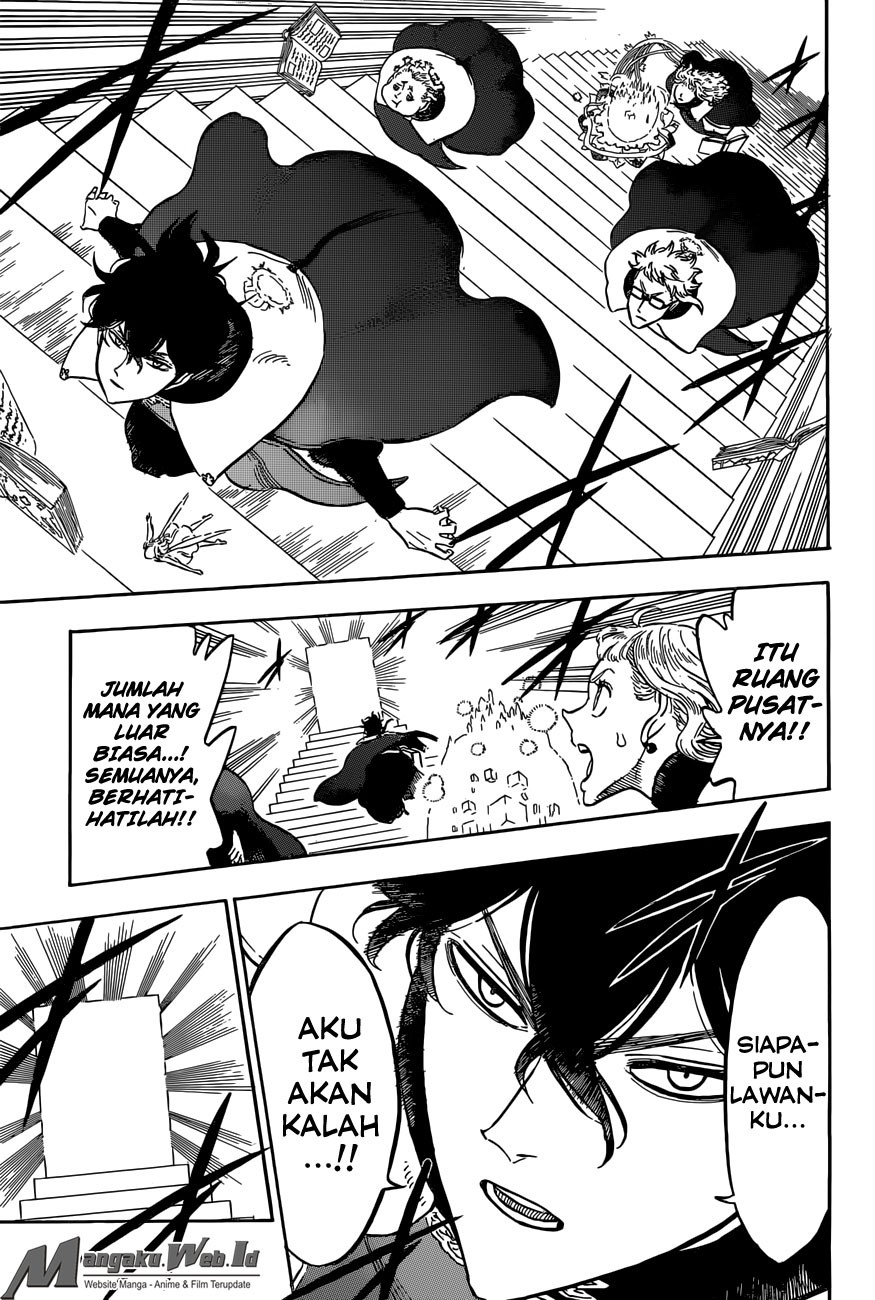 ITU
RUANG
PUSAT-
NYA!!
JUMLAH
MANA YANG
LUAR
BIASA...!
SEMUANYA,
BERHATI-
HATILAH!!
SIAPA-
PUN
LAWAN-
KU...
AKU
TAK
AKAN
KALAH
...!!
Mangaku.Web.Id
Website Manga - Anime & Film Terupdate